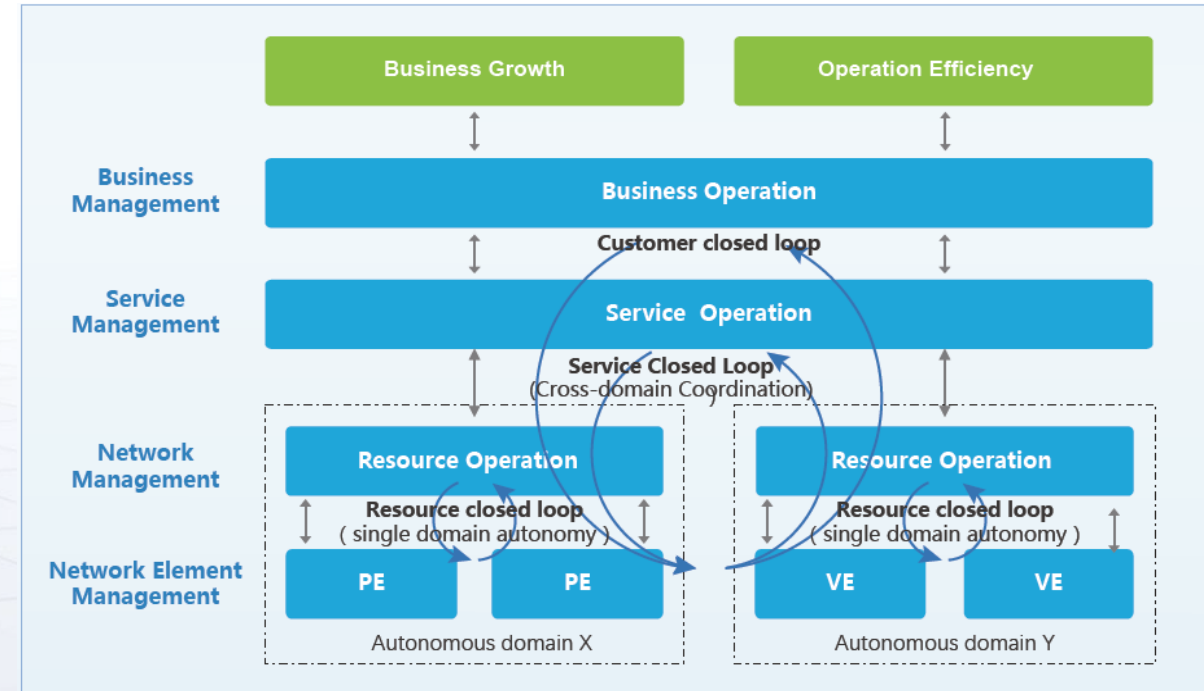 Business Growth
Operation Efficiency
Business
Management
Business Operation
Customer closed loop
Service
Management
Service Operation
Service Closed Loop
(Cross-domain Coordination)
)
Network
Management
Resource Operation
Resource Operation
Resource closed loop
( single domain autonomy )
Resource closed loop
( single domain autonomy )
Network Element
Management
PE
PE
VE
VE
Autonomous domain X
Autonomous domain Y